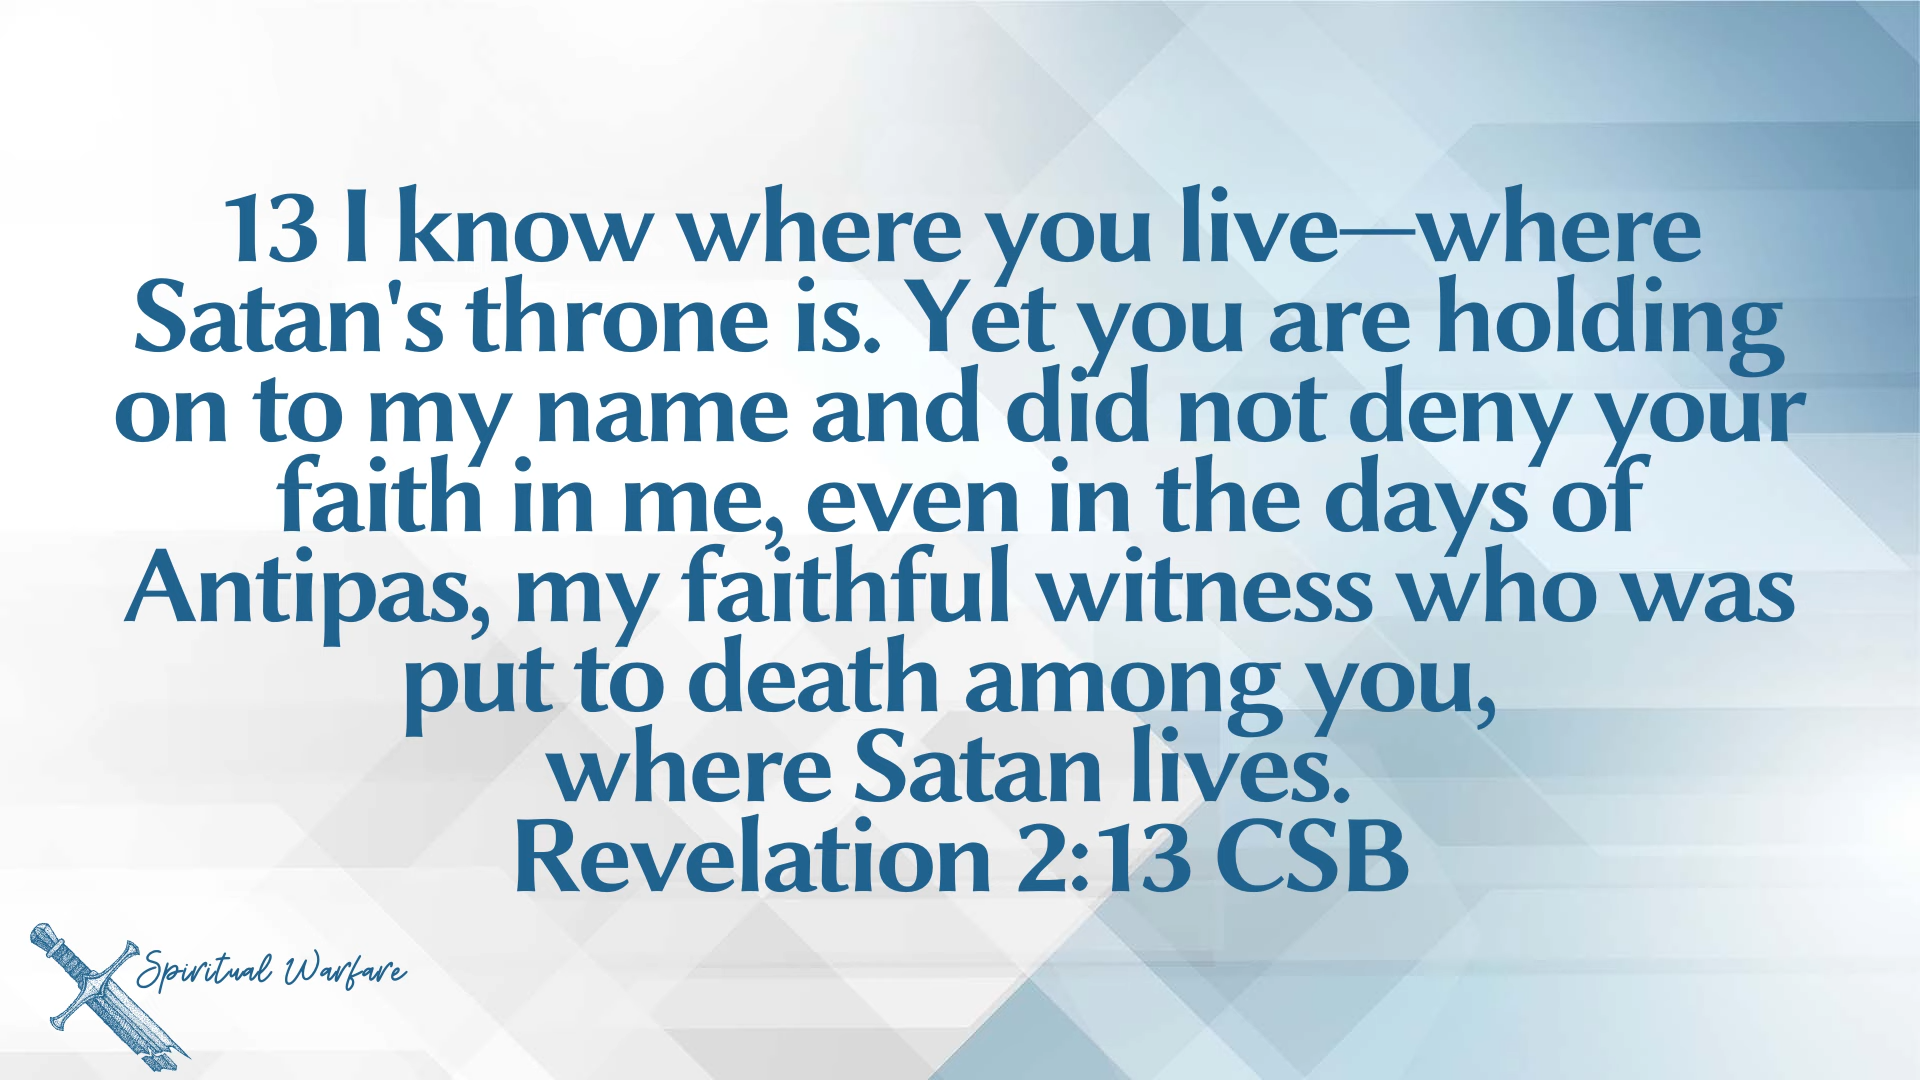 13 I know where you live—where
Satan's throne is. Yet you are holding
on to my name and did not deny your
faith in me, even in the days of
Antipas, my faithful witness who was
put to death among you,
where Satan lives.
Revelation 2:13 CSB
Spiritual Warfare